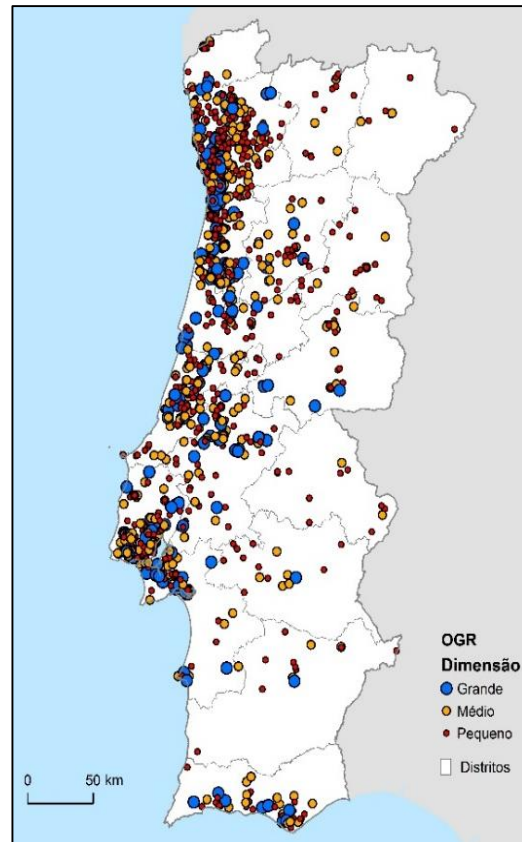 OGR
Dimensão
Grande
Médio
Pequeno
Distritos
0 50 km